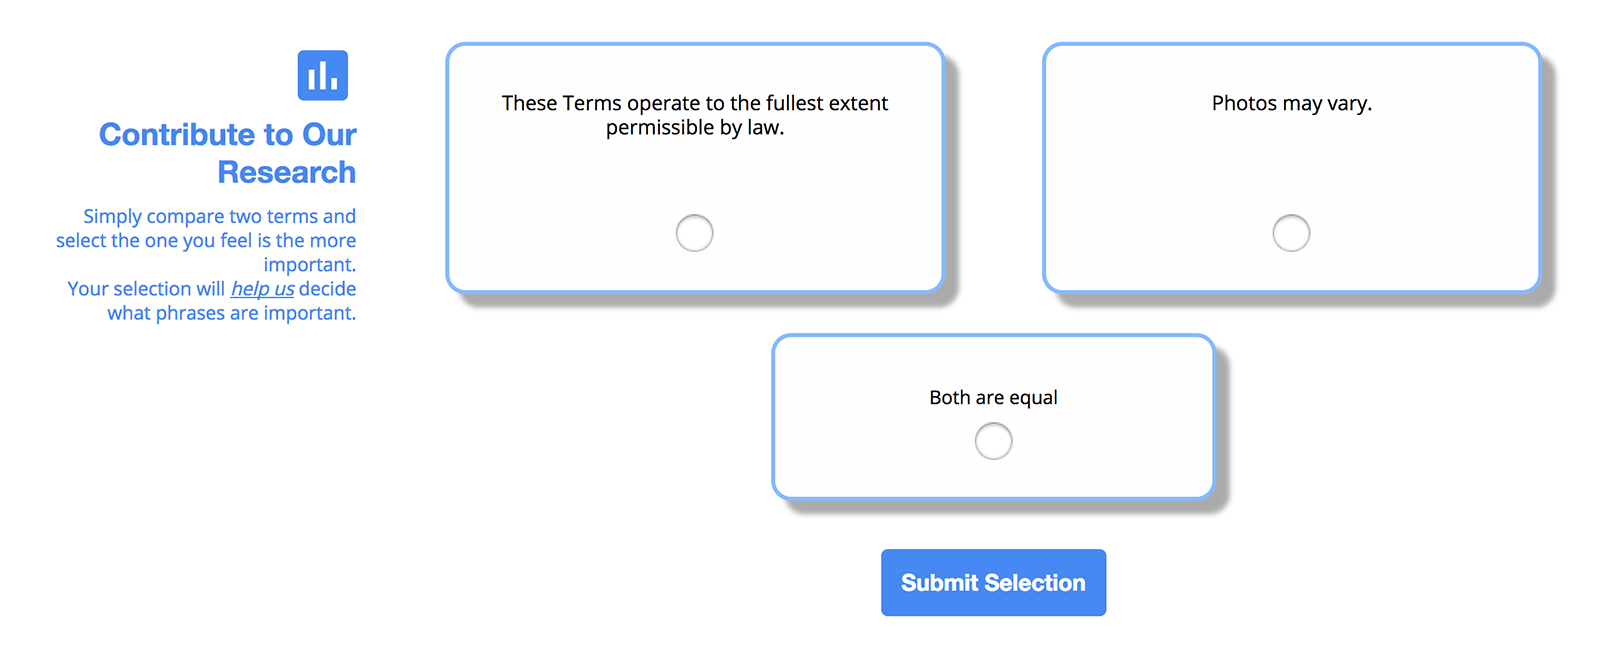 Contribute to Our
Research
Simply compare two terms and
select the one you feel is the more
important.
Your selection will help us decide
what phrases are important.
These Terms operate to the fullest extent
permissible by law.
Photos may vary.
Both are equal
Submit Selection